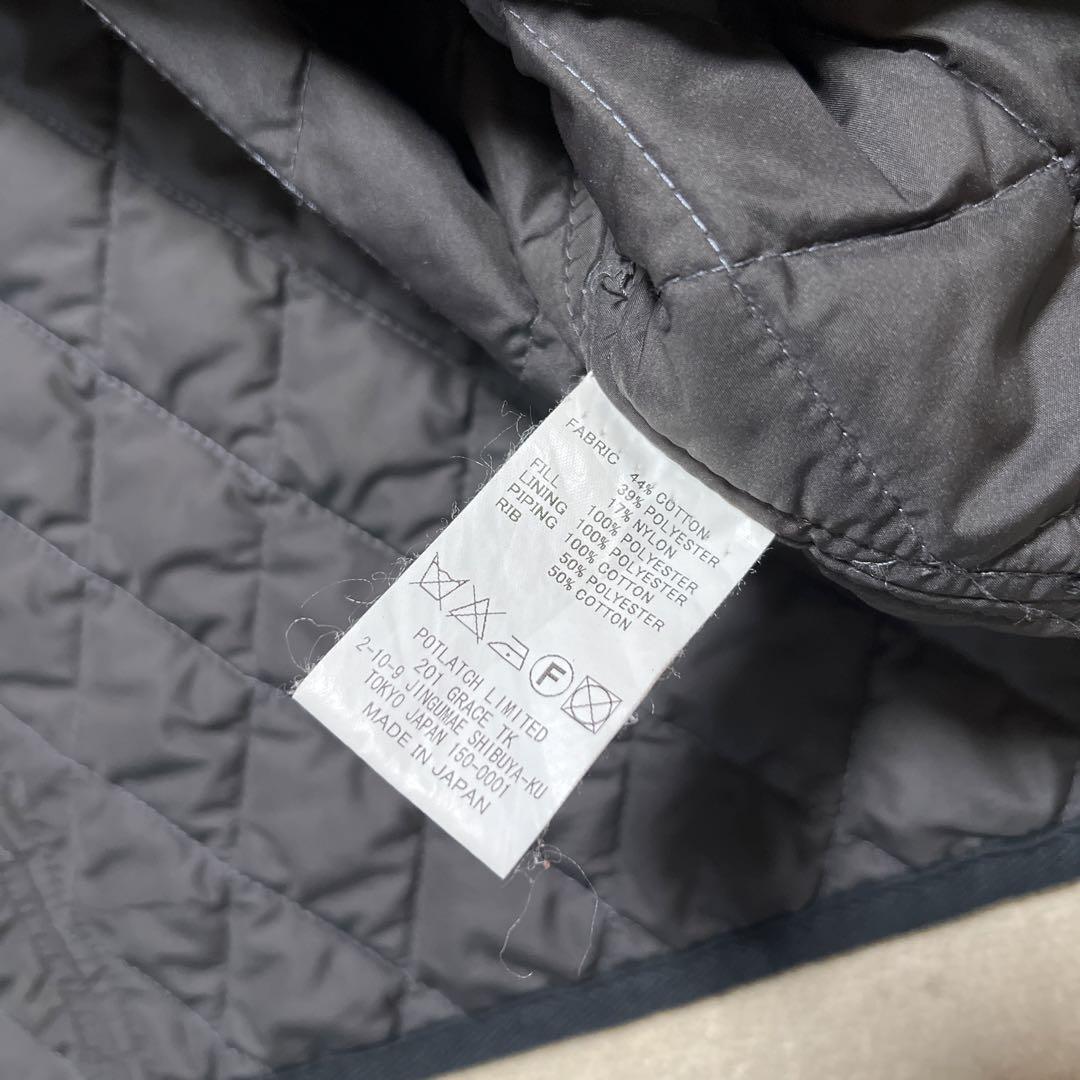 FABRIC 44% COTTON
39% POLYESTER
17% NYLON
FILL 100% POLYESTER
LINING 100% POLYESTER
PIPING 100% COTTON
RIB 50% POLYESTER
50% COTTON
F
POTLATCH LIMITED
201 GRACE TK
2-10-9 JINGUMAE SHIBUYA-KU
TOKYO JAPAN 150-0001
MADE IN JAPAN